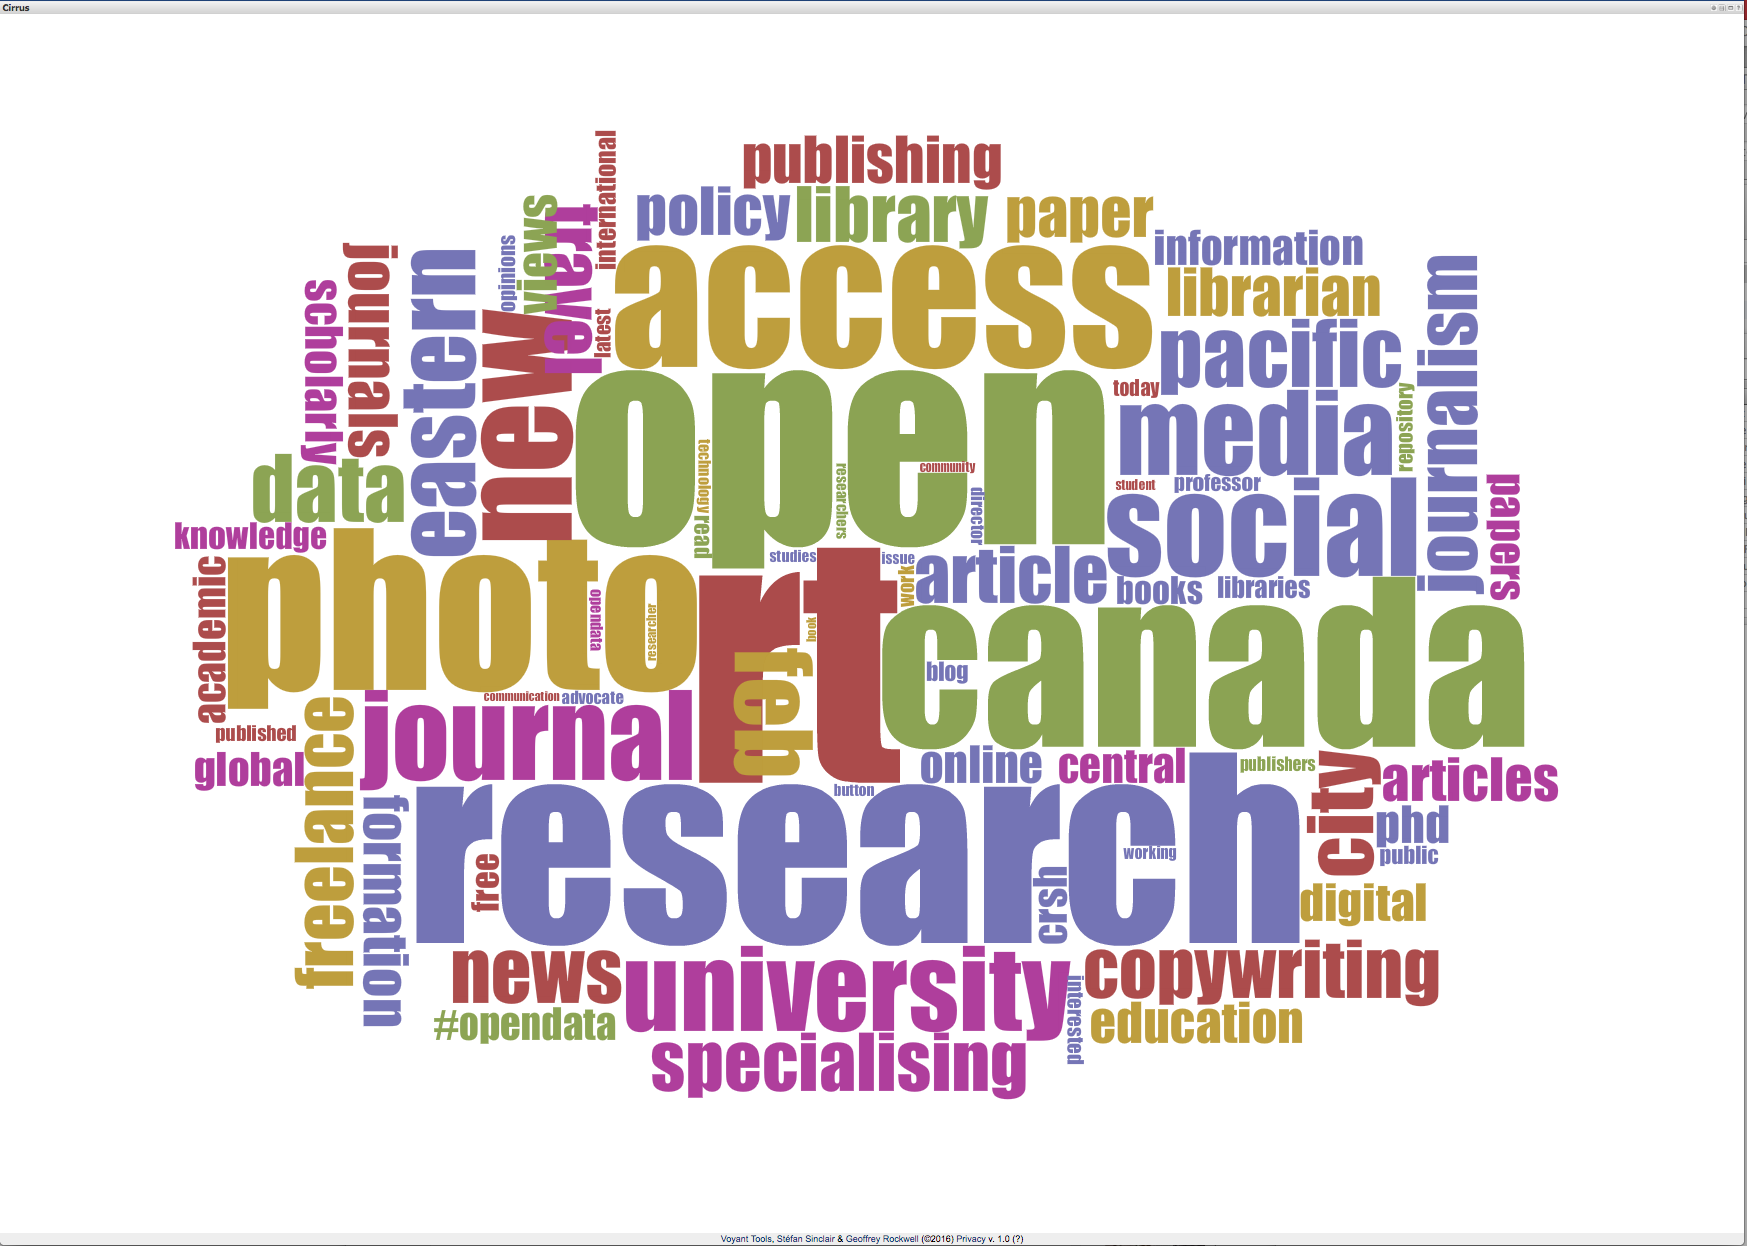 Cirrus
publishing
international
policy
library
paper
views
travel
opinions
information
journals
eastern
access
librarian
journalism
scholarly
new
latest
pacific
open
today
media
repository
data
technology
researchers
community
student
professor
social
papers
director
knowledge
read
photo
studies
issue
article
work
books
libraries
academic
opendata
researcher
rt
book
canada
feb
blog
communication
advocate
published
journal
freelance
global
online
central
publishers
city
articles
button
formation
research
phd
public
working
free
crsh
digital
news
university
copywriting
interested
#opendata
education
specialising
Voyant Tools, Stéfan Sinclair & Geoffrey Rockwell (©2016) Privacy v. 1.0 (?)